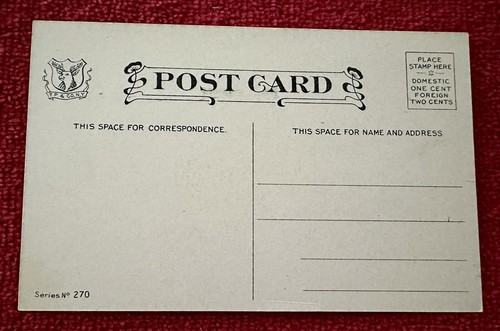 POST CARD
PLACE
STAMP HERE
DOMESTIC
ONE CENT
FOREIGN
TWO CENTS
THIS SPACE FOR CORRESPONDENCE.
THIS SPACE FOR NAME AND ADDRESS
Series Nº 270